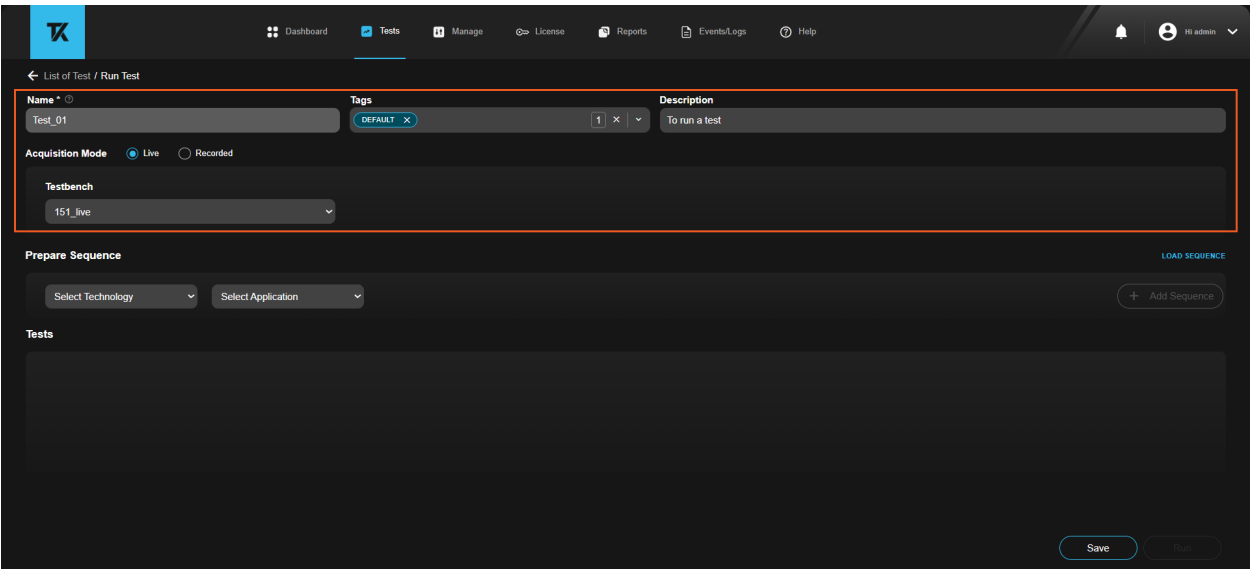 TK
Dashboard Tests Manage License Reports Events/Logs Help Hi admin
List of Test / Run Test
Name * Tags Description
Test_01 DEFAULT 1 To run a test
Acquisition Mode Live Recorded
Testbench
151_live
Prepare Sequence LOAD SEQUENCE
Select Technology Select Application + Add Sequence
Tests
Save Run